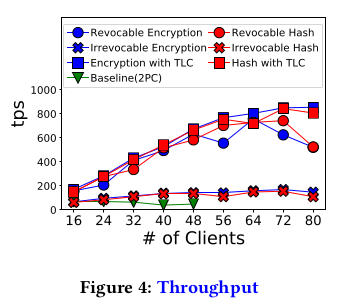 Revocable Encryption Revocable Hash
Irrevocable Encryption Irrevocable Hash
Encryption with TLC Hash with TLC
Baseline(2PC)
1000
800
600
400
200
0
tps
16 24 32 40 48 56 64 72 80
# of Clients
Figure 4: Throughput